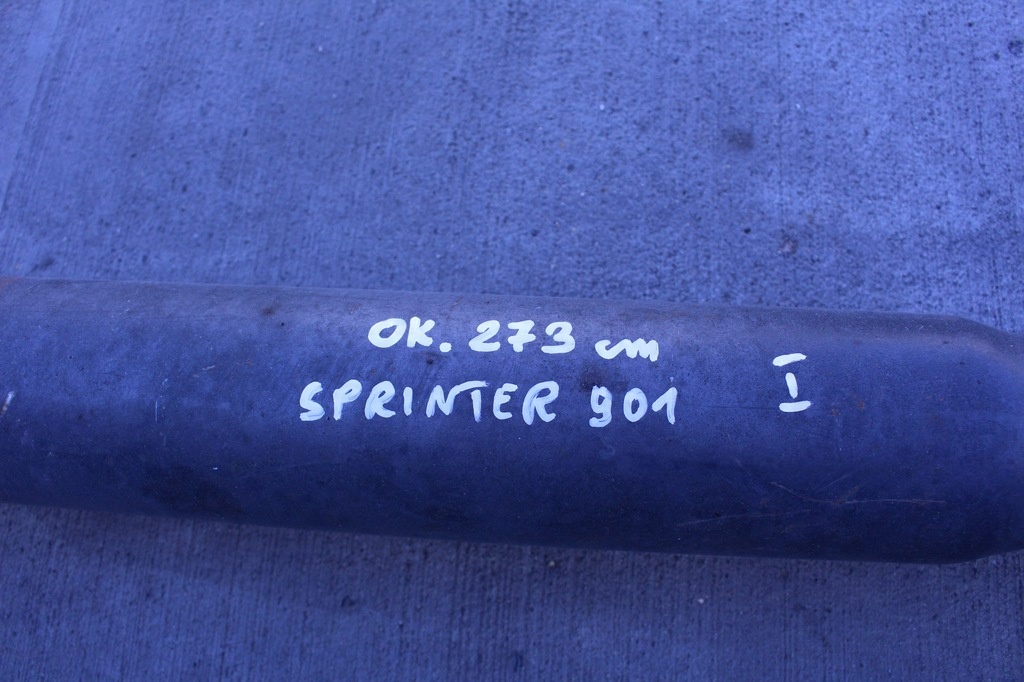 OK. 273 cm
SPRINTER 901
I